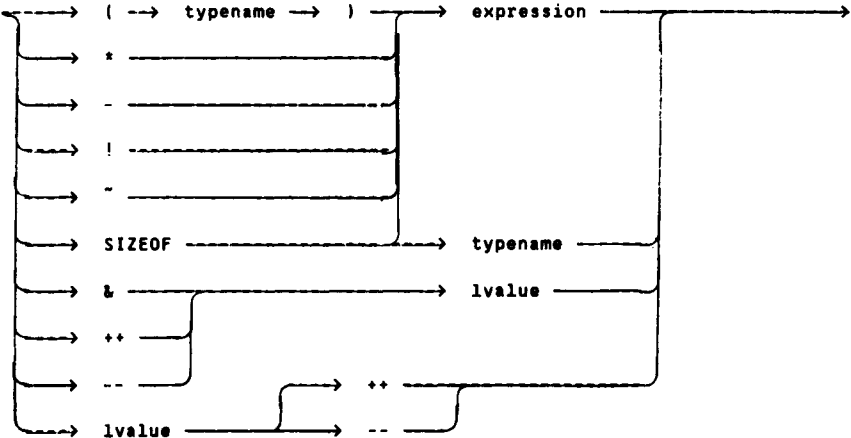 ( typename ) expression
*
-
!
~
SIZEOF typename
& lvalue
++
-- ++
lvalue --